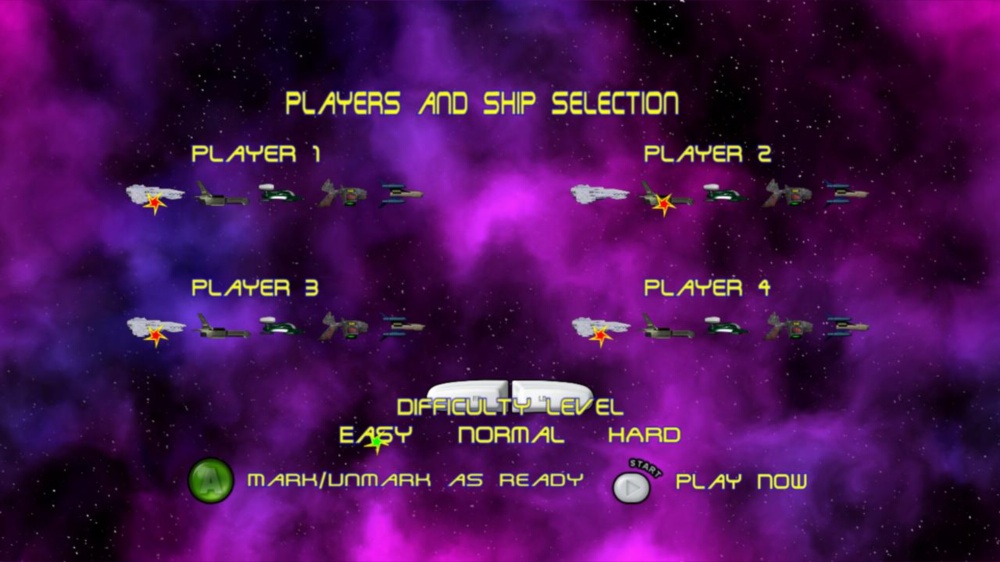 PLAYERS AND SHIP SELECTION
PLAYER 1
PLAYER 2
PLAYER 3
PLAYER 4
DIFFICULTY LEVEL
EASY NORMAL HARD
A MARK/UNMARK AS READY START PLAY NOW